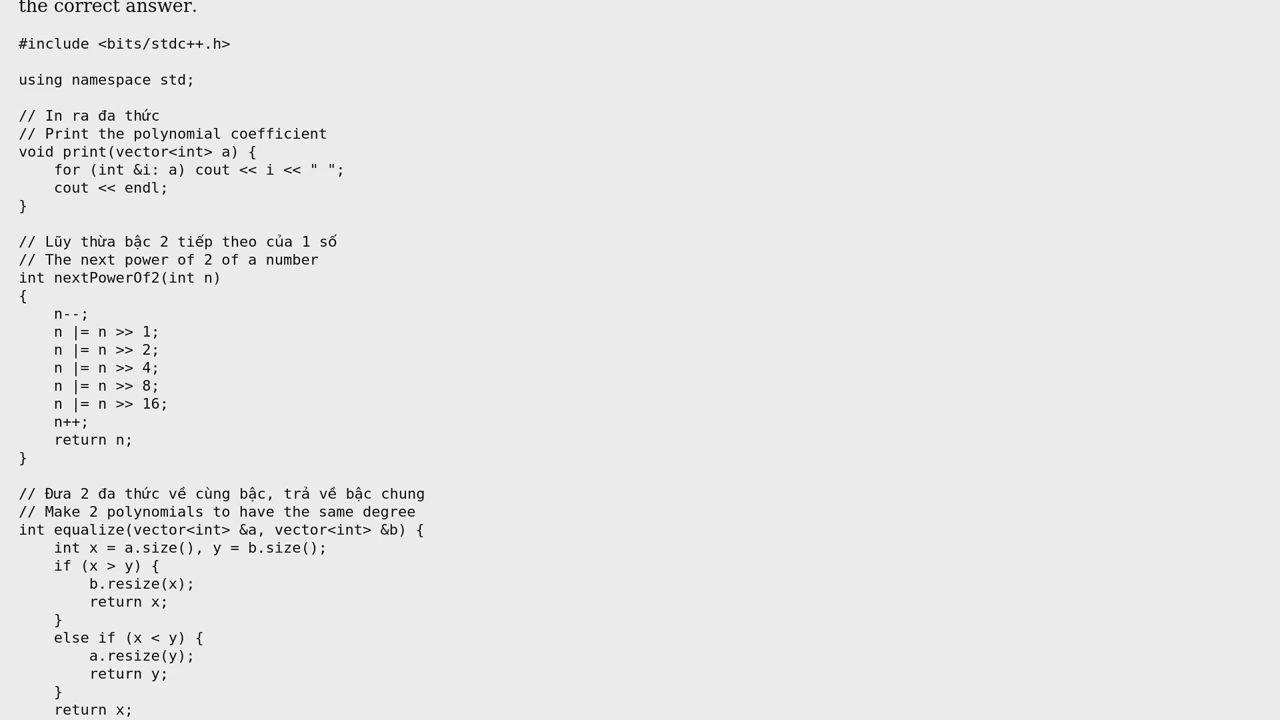 the correct answer.
#include <bits/stdc++.h>
using namespace std;
// In ra đa thức
// Print the polynomial coefficient
void print(vector<int> a) {
    for (int &i: a) cout << i << " ";
    cout << endl;
}
// Lũy thừa bậc 2 tiếp theo của 1 số
// The next power of 2 of a number
int nextPowerOf2(int n)
{
    n--;
    n |= n >> 1;
    n |= n >> 2;
    n |= n >> 4;
    n |= n >> 8;
    n |= n >> 16;
    n++;
    return n;
}
// Đưa 2 đa thức về cùng bậc, trả về bậc chung
// Make 2 polynomials to have the same degree
int equalize(vector<int> &a, vector<int> &b) {
    int x = a.size(), y = b.size();
    if (x > y) {
        b.resize(x);
        return x;
    }
    else if (x < y) {
        a.resize(y);
        return y;
    }
    return x;